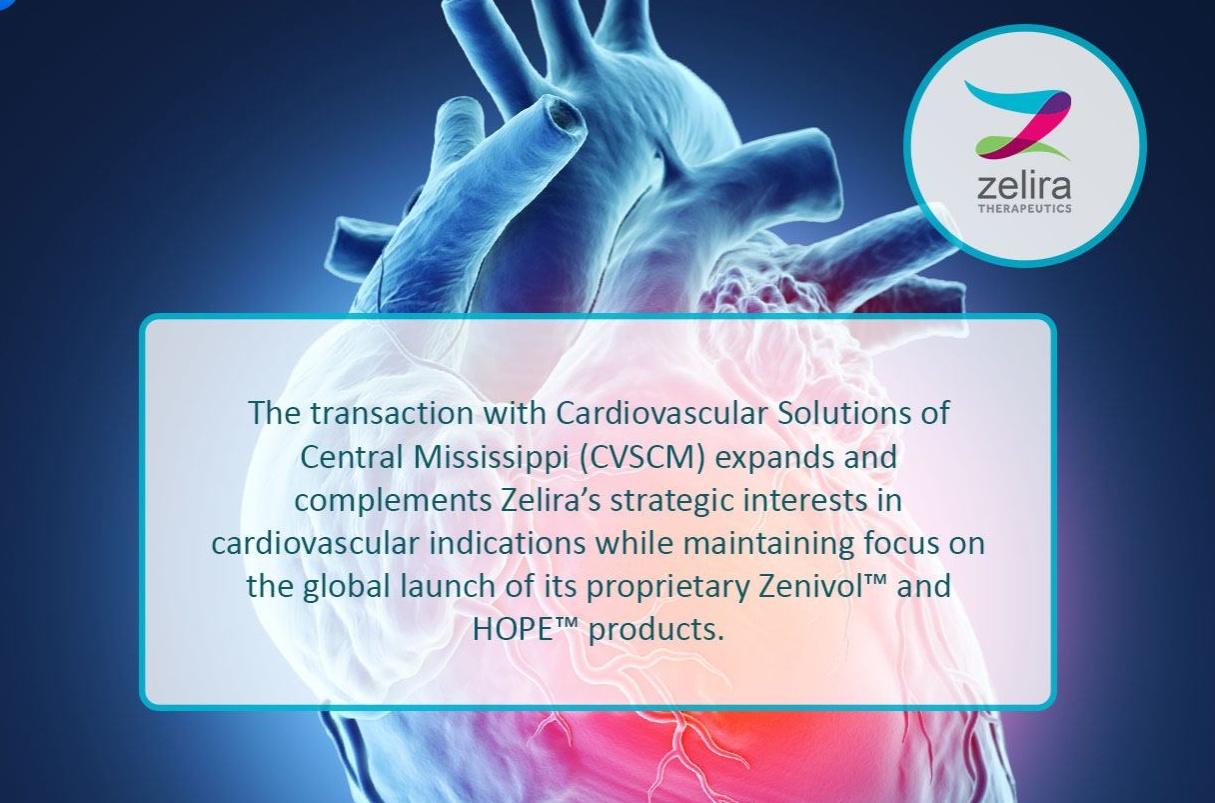 zelira
THERAPEUTICS
The transaction with Cardiovascular Solutions of
Central Mississippi (CVSCM) expands and
complements Zelira’s strategic interests in
cardiovascular indications while maintaining focus on
the global launch of its proprietary Zenivol™ and
HOPE™ products.